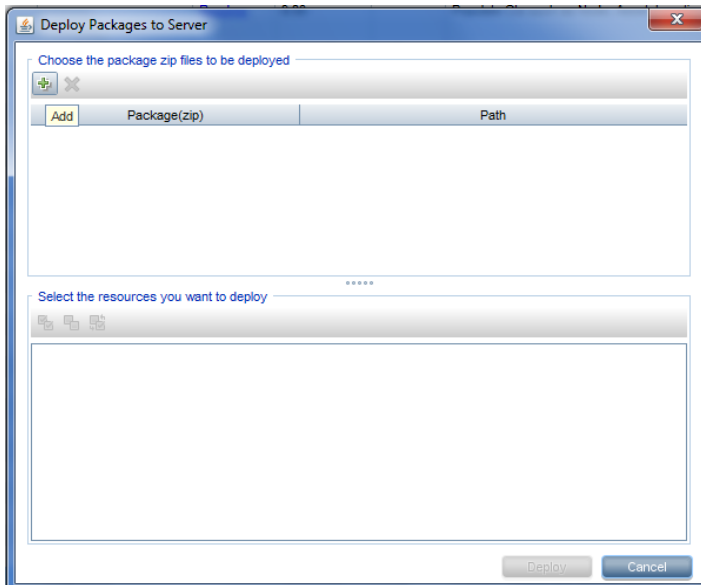 Deploy Packages to Server
Choose the package zip files to be deployed
Add
Package(zip) Path
Select the resources you want to deploy
Deploy Cancel